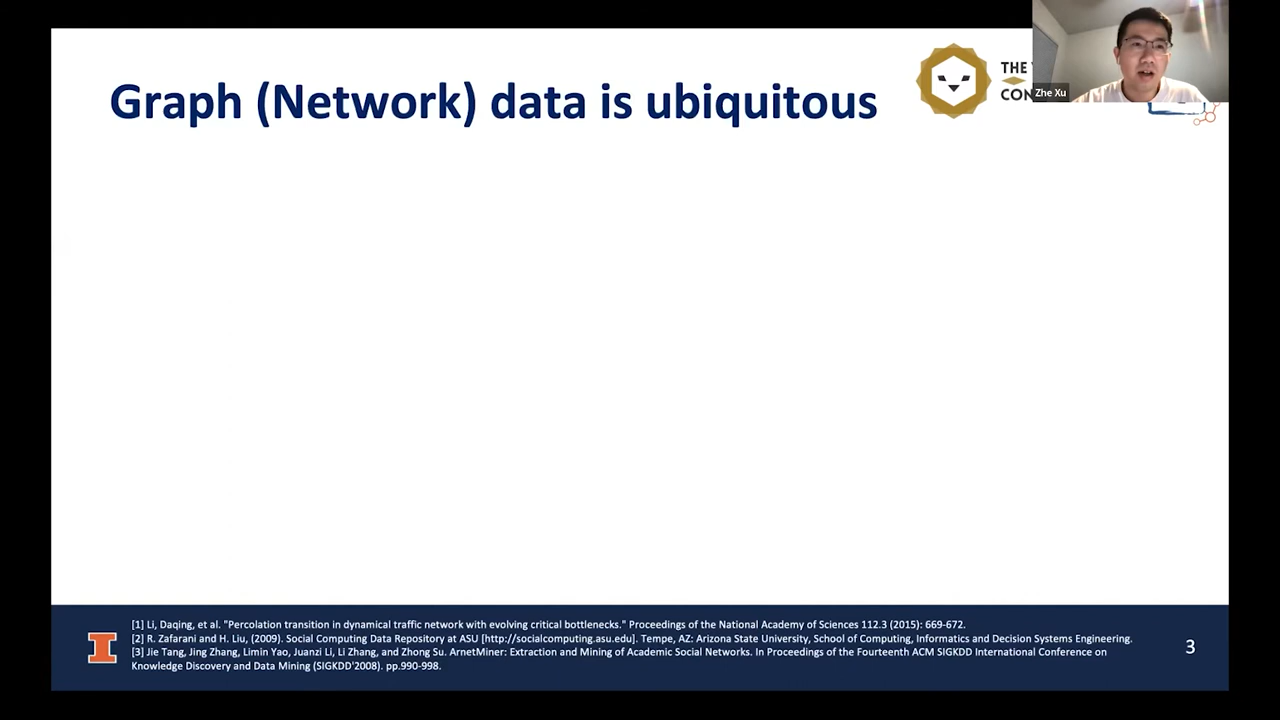 Graph (Network) data is ubiquitous
THE
CON
Zhe Xu
[1] Li, Daqing, et al. "Percolation transition in dynamical traffic network with evolving critical bottlenecks." Proceedings of the National Academy of Sciences 112.3 (2015): 669-672.
[2] R. Zafarani and H. Liu, (2009). Social Computing Data Repository at ASU [http://socialcomputing.asu.edu]. Tempe, AZ: Arizona State University, School of Computing, Informatics and Decision Systems Engineering.
[3] Jie Tang, Jing Zhang, Limin Yao, Juanzi Li, Li Zhang, and Zhong Su. ArnetMiner: Extraction and Mining of Academic Social Networks. In Proceedings of the Fourteenth ACM SIGKDD International Conference on
Knowledge Discovery and Data Mining (SIGKDD'2008). pp.990-998.
3